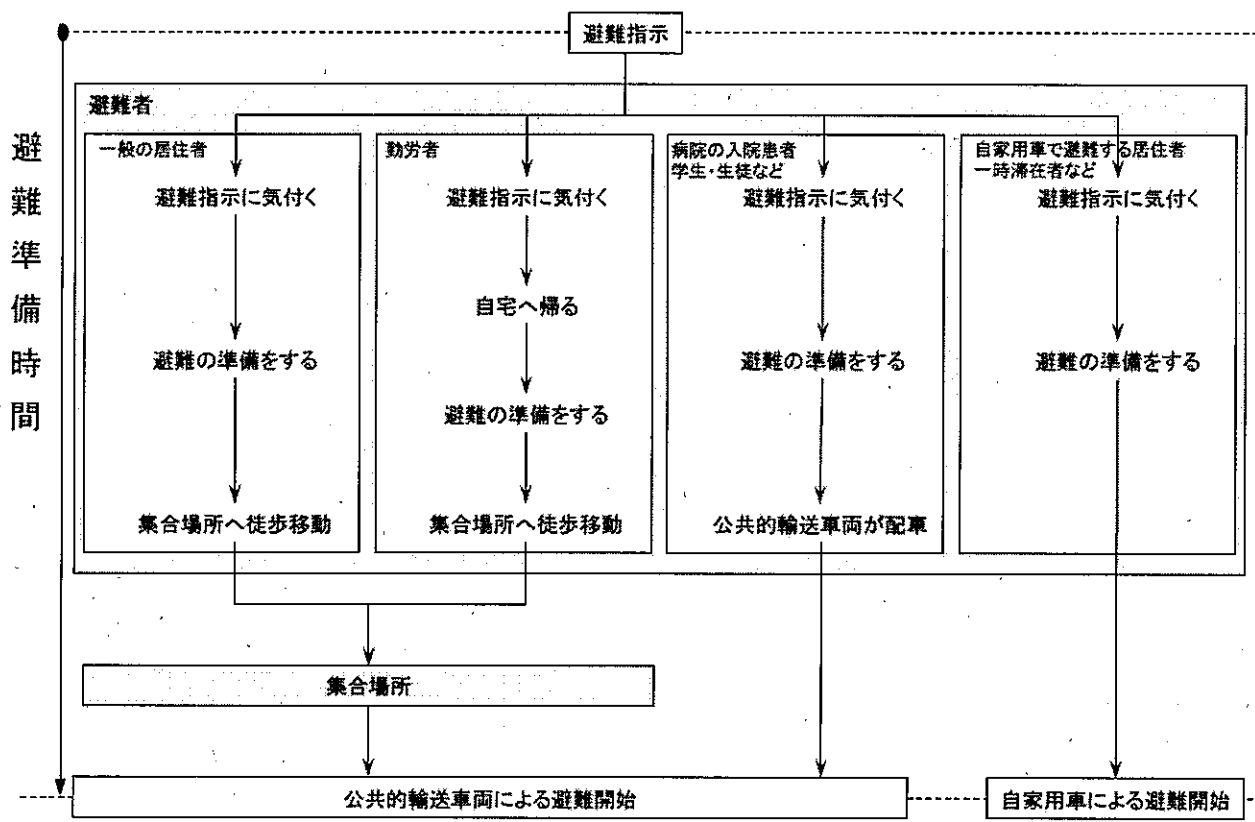 避難指示
避難準備時間
避難者
一般の居住者
避難指示に気付く
避難の準備をする
集合場所へ徒歩移動
勤労者
避難指示に気付く
自宅へ帰る
避難の準備をする
集合場所へ徒歩移動
病院の入院患者
学生・生徒など
避難指示に気付く
避難の準備をする
公共的輸送車両が配車
自家用車で避難する居住者
一時滞在者など
避難指示に気付く
避難の準備をする
集合場所
公共的輸送車両による避難開始
自家用車による避難開始